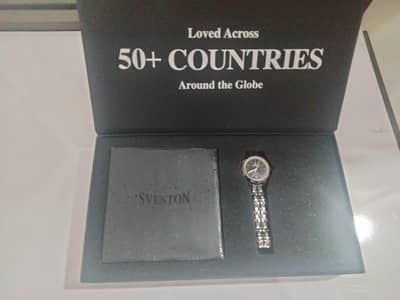 Loved Across
50+ COUNTRIES
Around the Globe
SVESTON